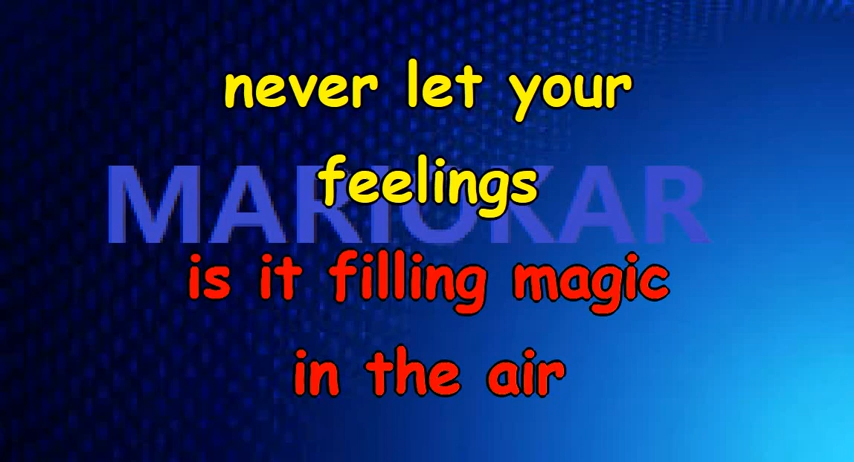 never let your
MARIOKAR
feelings
is it filling magic
in the air